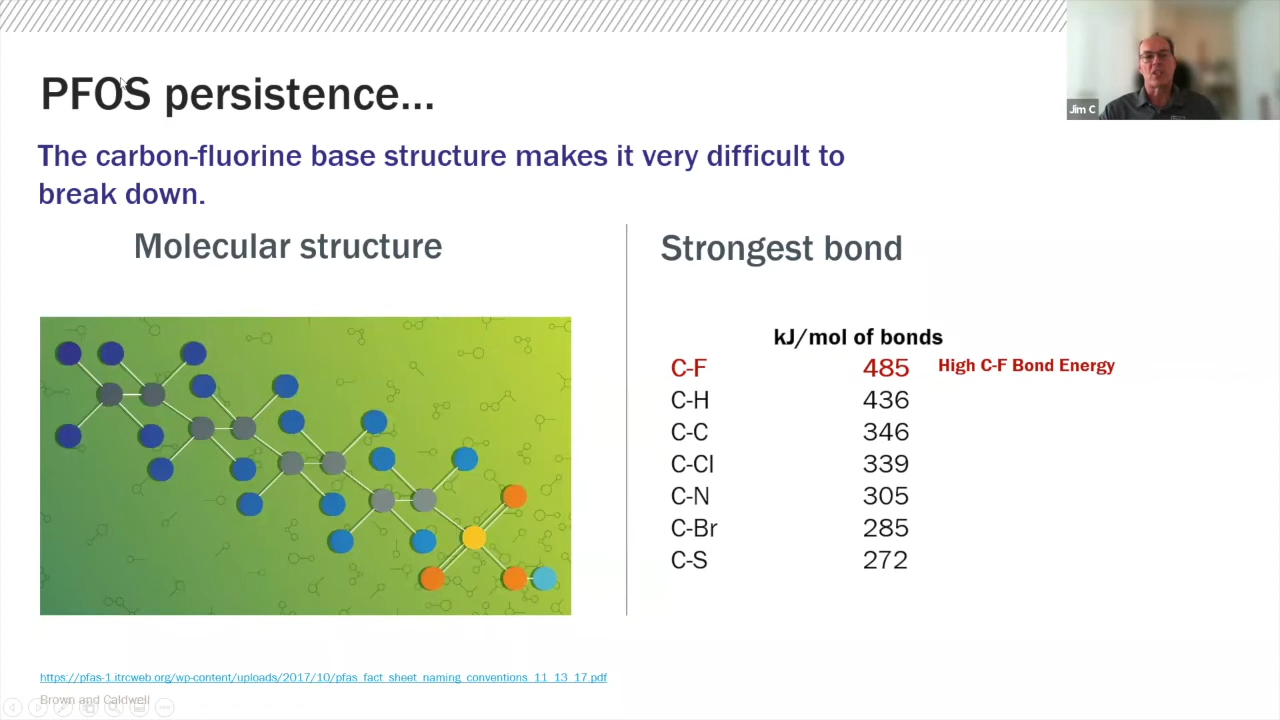 PFOS persistence...
Jim C
The carbon-fluorine base structure makes it very difficult to
break down.
Molecular structure
Strongest bond
kJ/mol of bonds
C-F 485 High C-F Bond Energy
C-H 436
C-C 346
C-Cl 339
C-N 305
C-Br 285
C-S 272
https://pfas-1.itrcweb.org/wp-content/uploads/2017/10/pfas_fact_sheet_naming_conventions_11_13_17.pdf
Brown and Caldwell